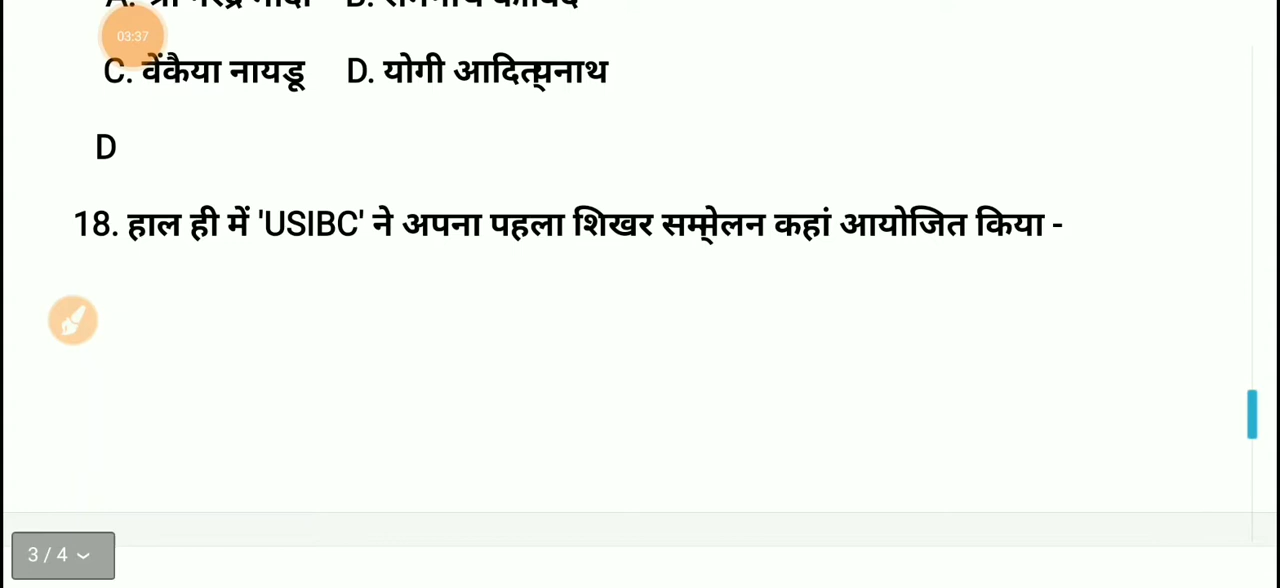 03:37
C. वेंकैया नायडू D. योगी आदित्यनाथ
D
18. हाल ही में 'USIBC' ने अपना पहला शिखर सम्मेलन कहां आयोजित किया -
3 / 4